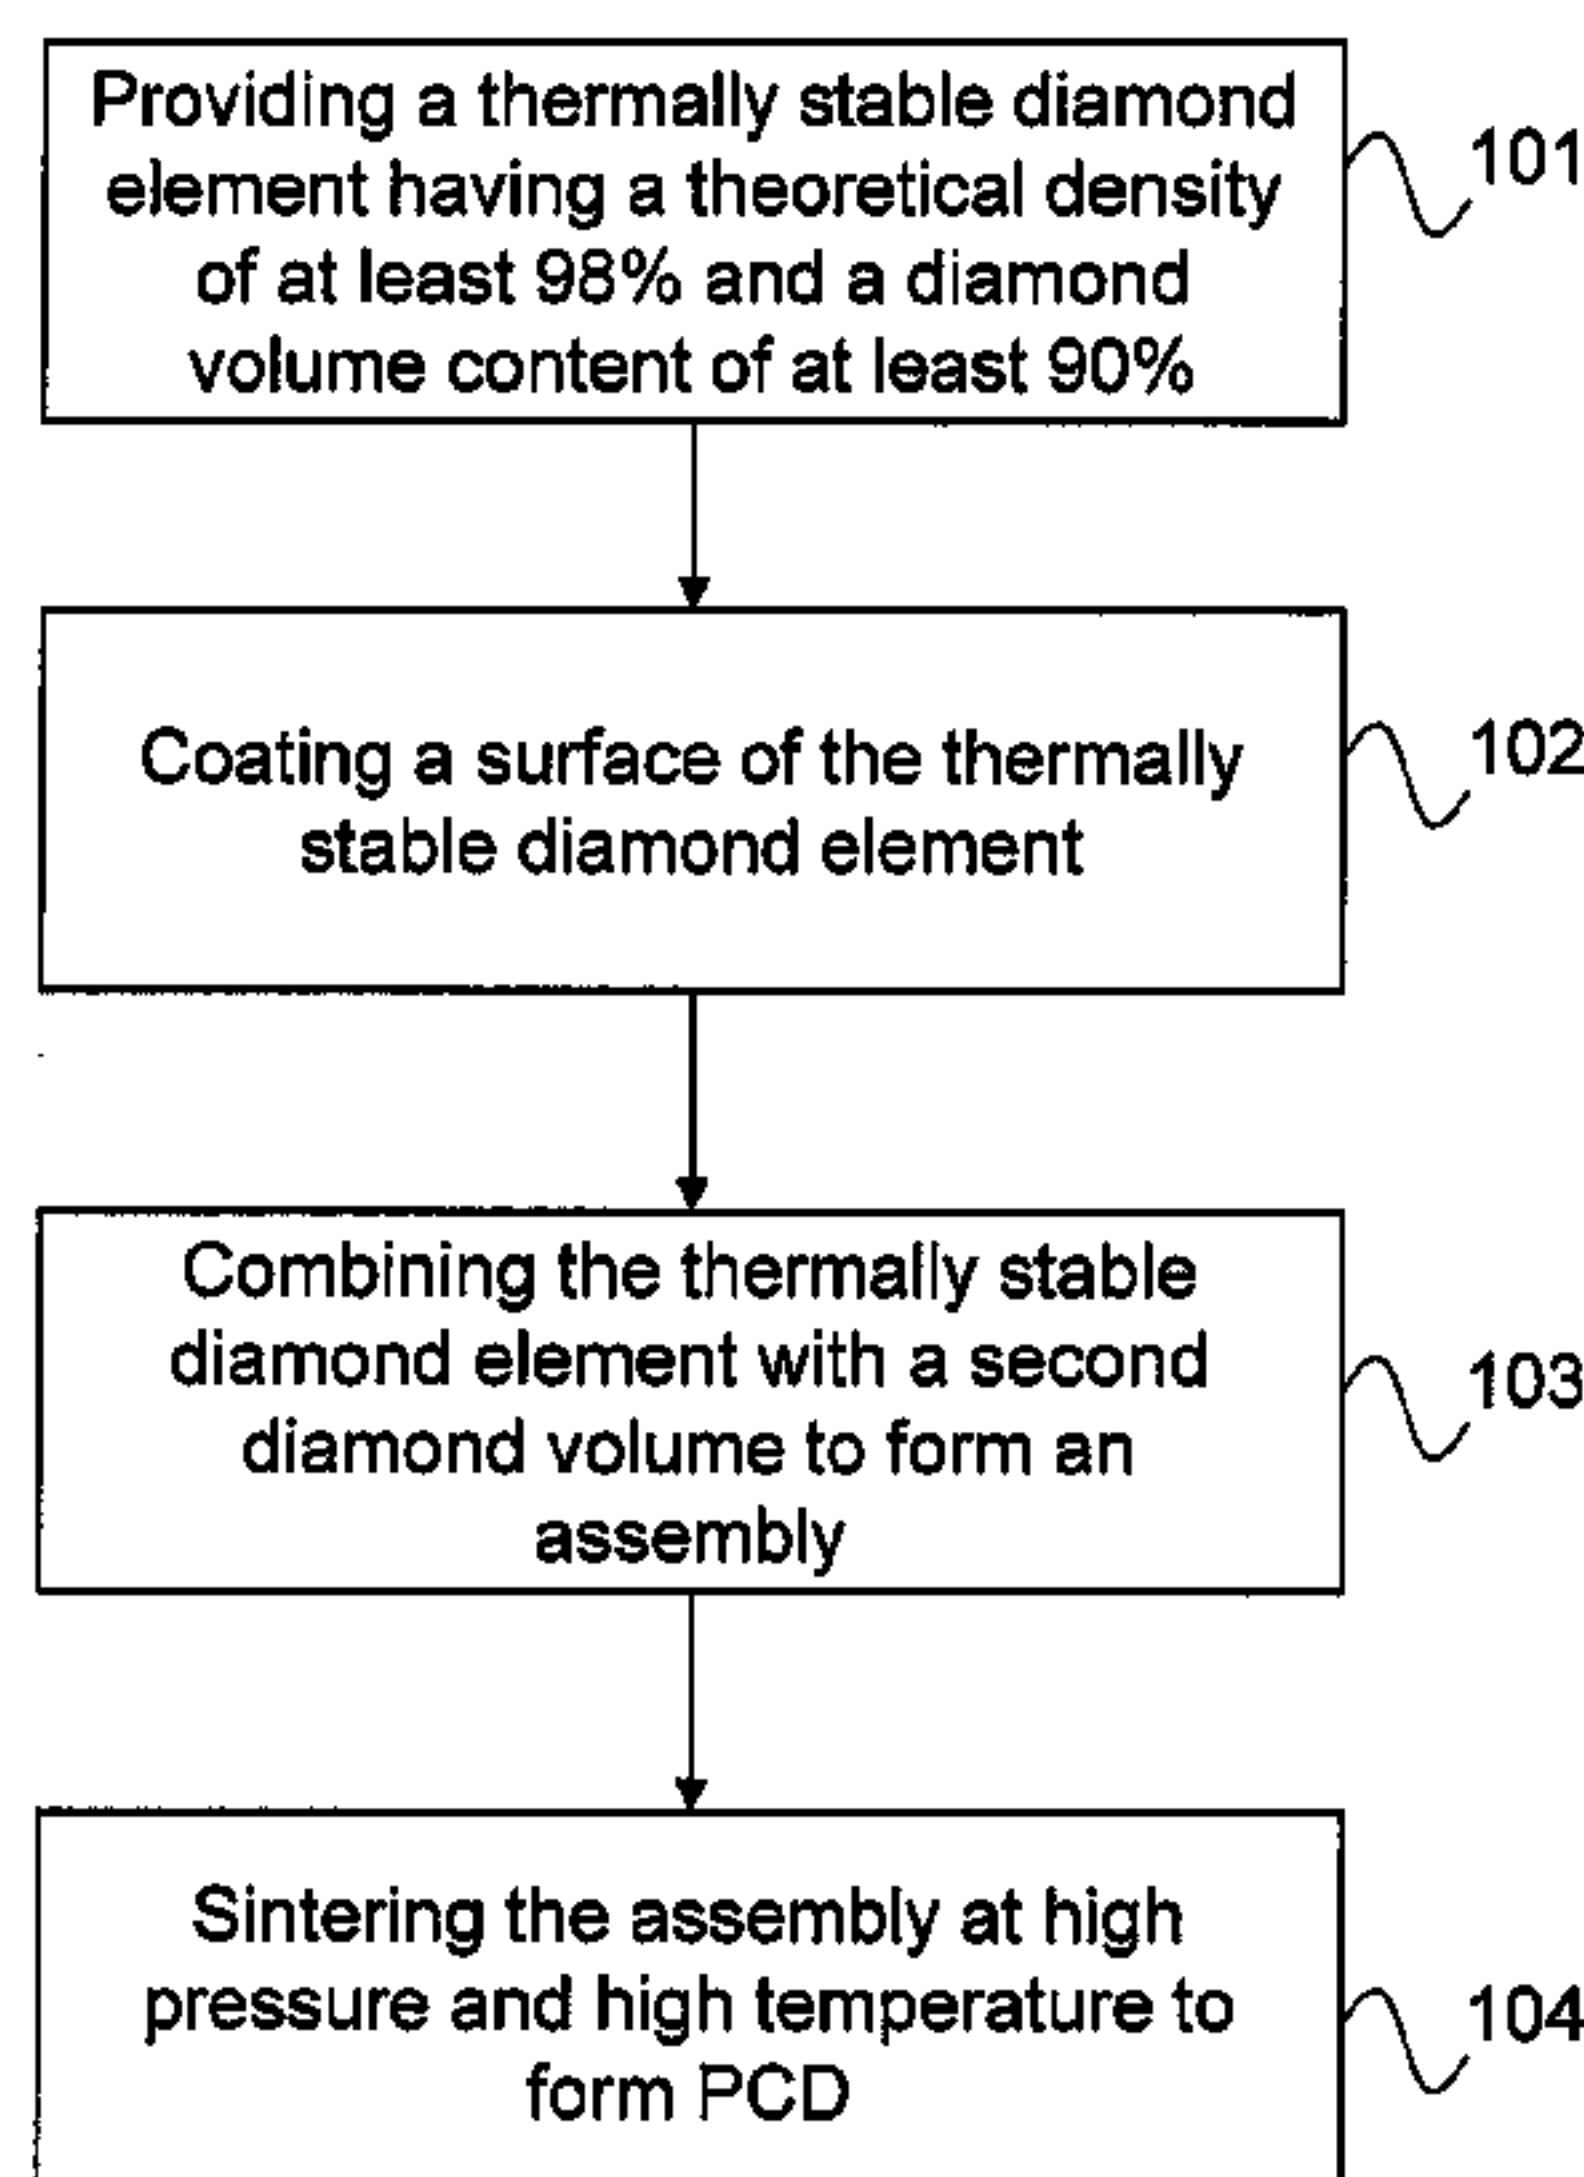 Providing a thermally stable diamond
element having a theoretical density
of at least 98% and a diamond
volume content of at least 90%
101
Coating a surface of the thermally
stable diamond element
102
Combining the thermally stable
diamond element with a second
diamond volume to form an
assembly
103
Sintering the assembly at high
pressure and high temperature to
form PCD
104